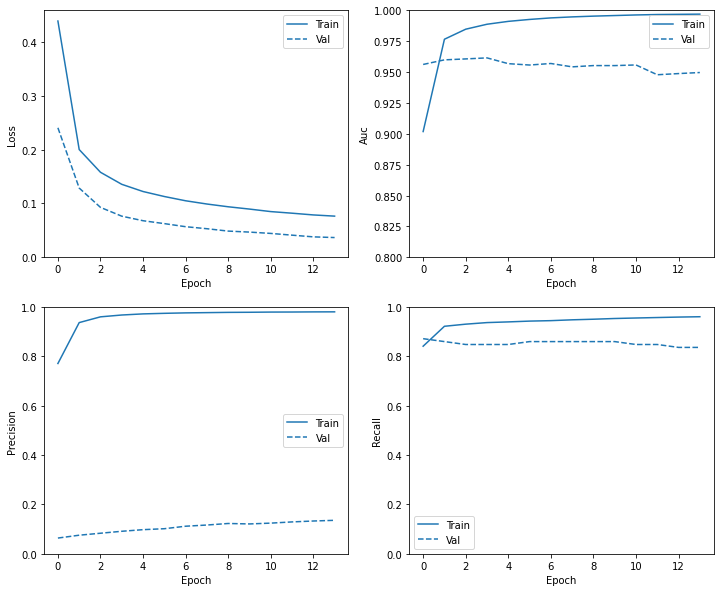 0.4
0.3
0.2
0.1
0.0
0 2 4 6 8 10 12
Loss
Epoch
Train
Val
1.000
0.975
0.950
0.925
0.900
0.875
0.850
0.825
0.800
0 2 4 6 8 10 12
Auc
Epoch
Train
Val
1.0
0.8
0.6
0.4
0.2
0.0
0 2 4 6 8 10 12
Precision
Epoch
Train
Val
1.0
0.8
0.6
0.4
0.2
0.0
0 2 4 6 8 10 12
Recall
Epoch
Train
Val